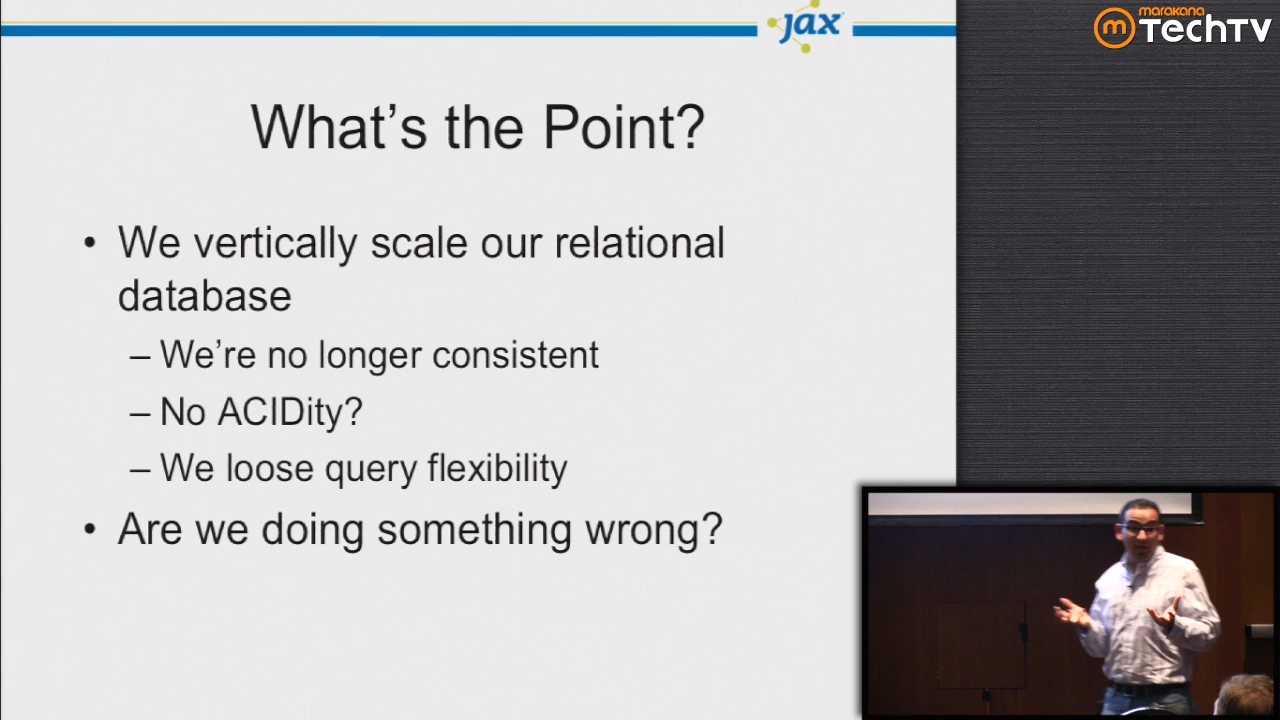 jax
marakana
m TechTV
What's the Point?
• We vertically scale our relational
database
– We're no longer consistent
– No ACIDity?
– We loose query flexibility
• Are we doing something wrong?